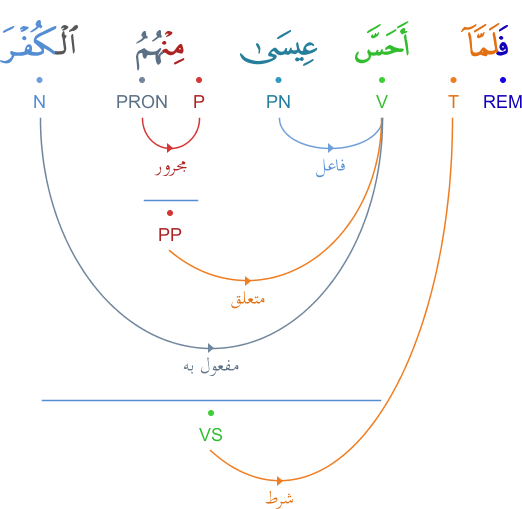 فَلَمَّآ أَحَسَّ عِيسَىٰ مِنْهُمُ ٱلْكُفْرَ
REM T V PN P PRON N
فاعل مجرور
PP
متعلق
مفعول به
VS
شرط